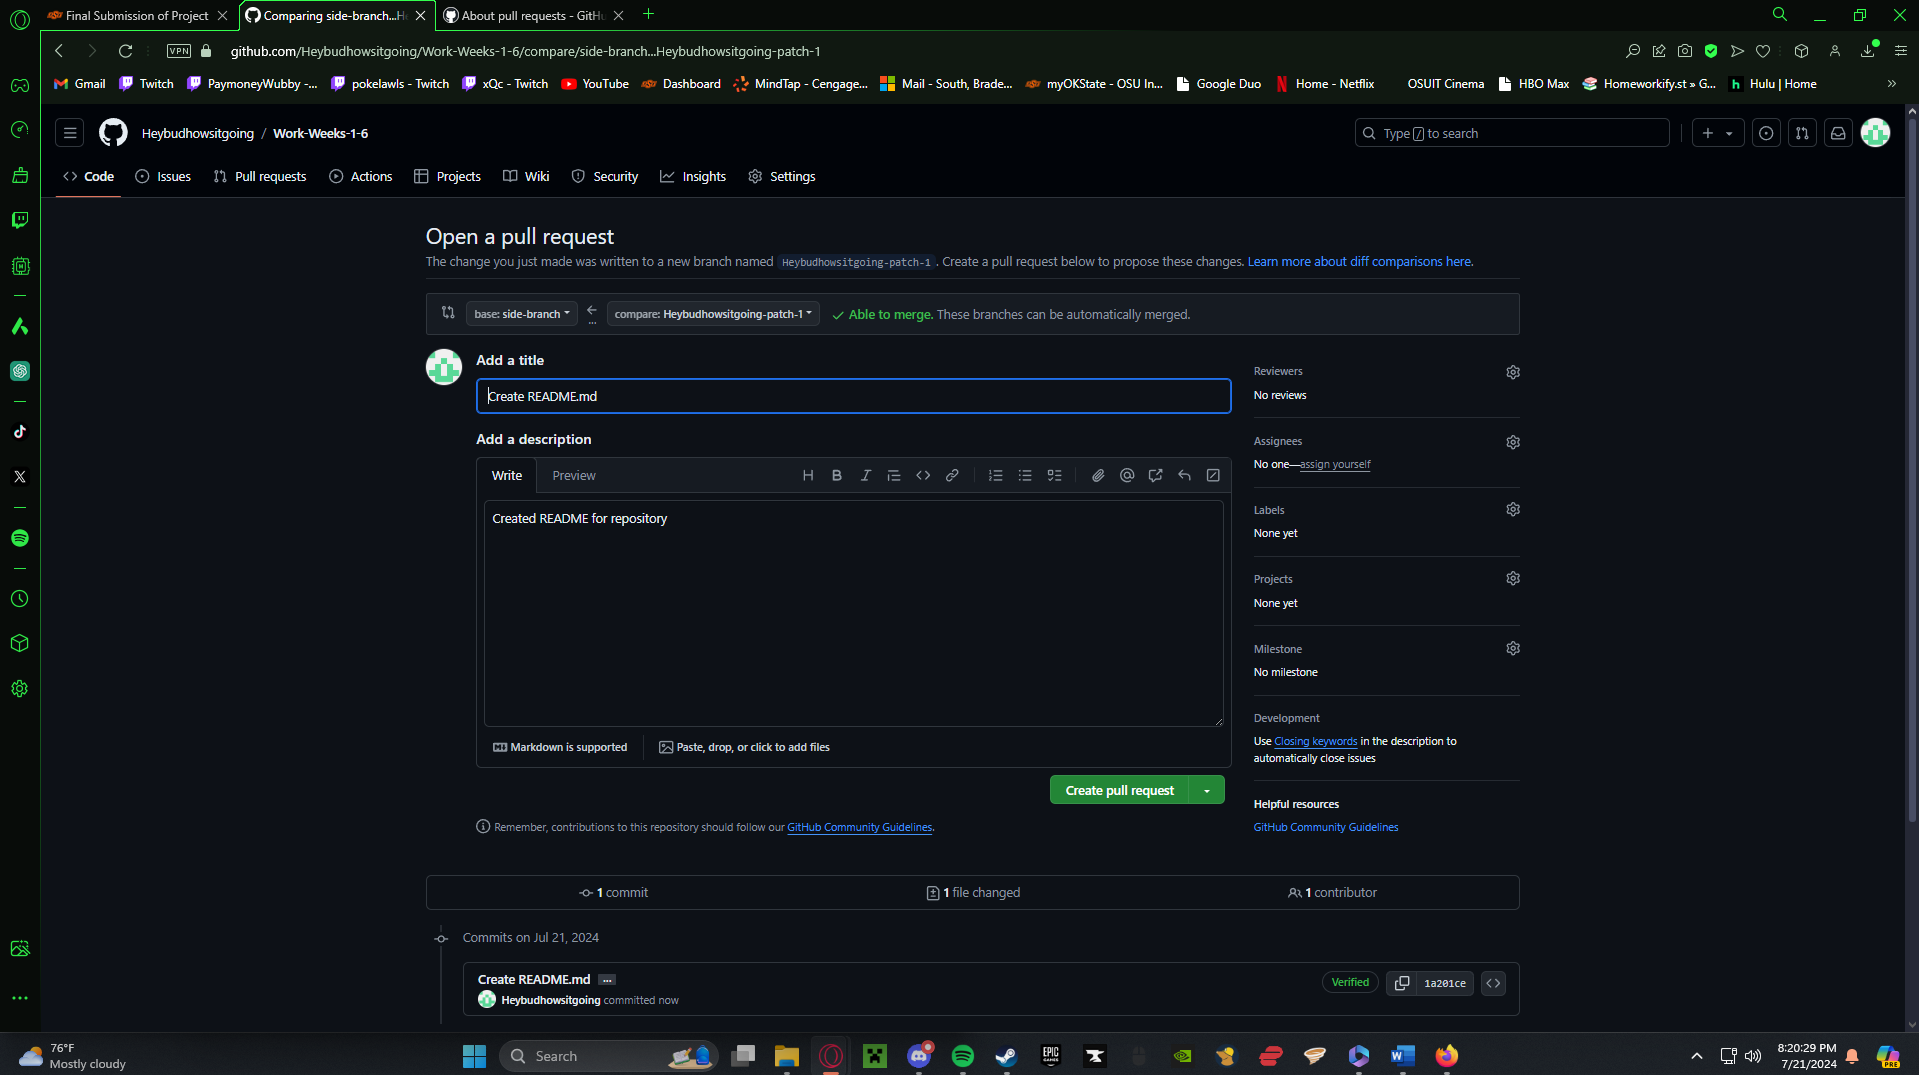 Final Submission of Project
Comparing side-branch...He
About pull requests - GitHu
VPN
github.com/Heybudhowsitgoing/Work-Weeks-1-6/compare/side-branch...Heybudhowsitgoing-patch-1
Gmail
Twitch
PaymoneyWubby -...
pokelawls - Twitch
xQc - Twitch
YouTube
Dashboard
MindTap - Cengage...
Mail - South, Brade...
myOKState - OSU In...
Google Duo
Home - Netflix
OSUIT Cinema
HBO Max
Homeworkify.st » G...
h Hulu | Home
»
Heybudhowsitgoing / Work-Weeks-1-6
Type / to search
Code
Issues
Pull requests
Actions
Projects
Wiki
Security
Insights
Settings
Open a pull request
The change you just made was written to a new branch named Heybudhowsitgoing-patch-1 . Create a pull request below to propose these changes. Learn more about diff comparisons here.
base: side-branch
compare: Heybudhowsitgoing-patch-1
Able to merge. These branches can be automatically merged.
Add a title
Create README.md
Add a description
Write
Preview
Created README for repository
Markdown is supported
Paste, drop, or click to add files
Create pull request
Remember, contributions to this repository should follow our GitHub Community Guidelines.
Reviewers
No reviews
Assignees
No one—assign yourself
Labels
None yet
Projects
None yet
Milestone
No milestone
Development
Use Closing keywords in the description to
automatically close issues
Helpful resources
GitHub Community Guidelines
1 commit
1 file changed
1 contributor
Commits on Jul 21, 2024
Create README.md ...
Heybudhowsitgoing committed now
Verified
1a201ce
76°F
Mostly cloudy
Search
EPIC
GAMES
W
8:20:29 PM
7/21/2024
PRE